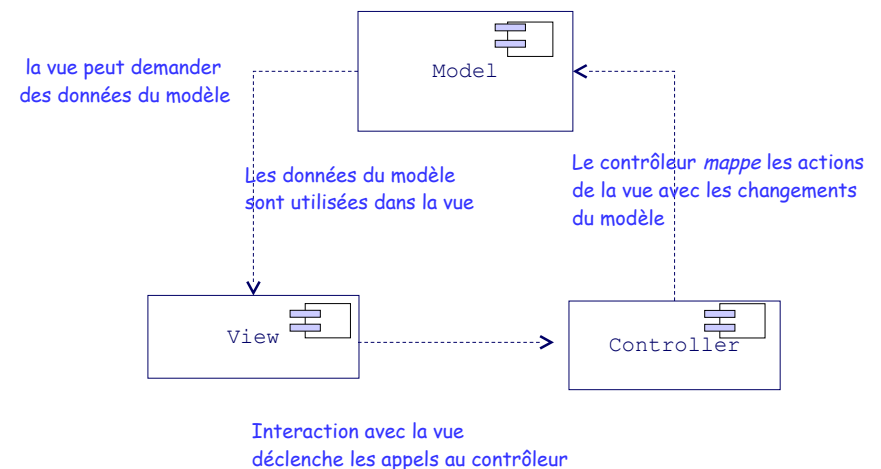 Model
la vue peut demander
des données du modèle
Les données du modèle
sont utilisées dans la vue
Le contrôleur mappe les actions
de la vue avec les changements
du modèle
View
Controller
Interaction avec la vue
déclenche les appels au contrôleur